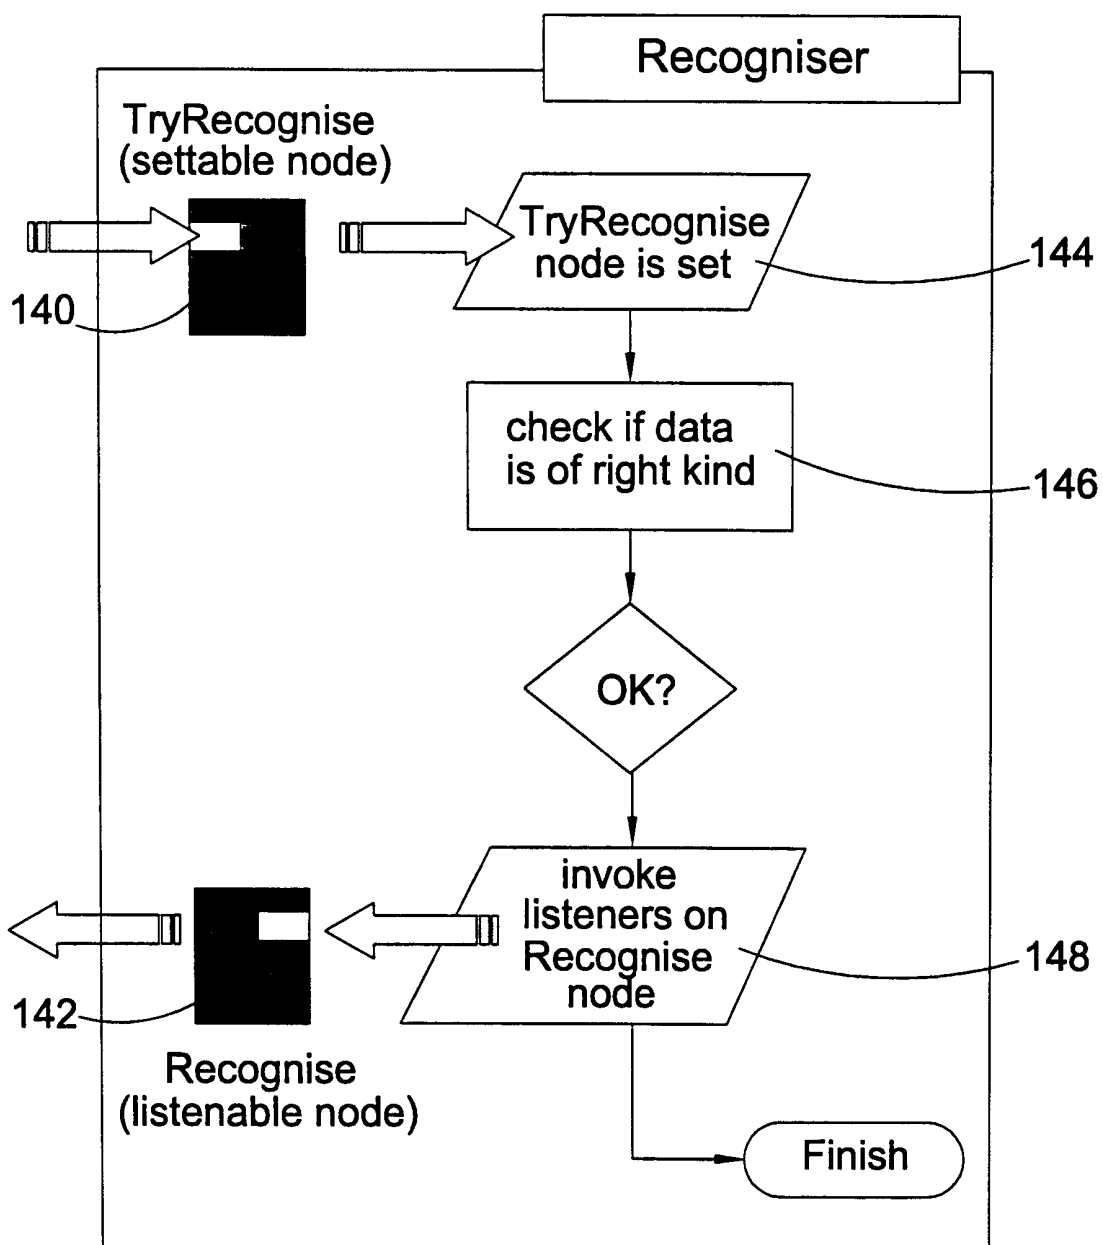 Recogniser
TryRecognise
(settable node)
TryRecognise
node is set
144
140
check if data
is of right kind
146
OK?
invoke
listeners on
Recognise
node
148
142
Recognise
(listenable node)
Finish